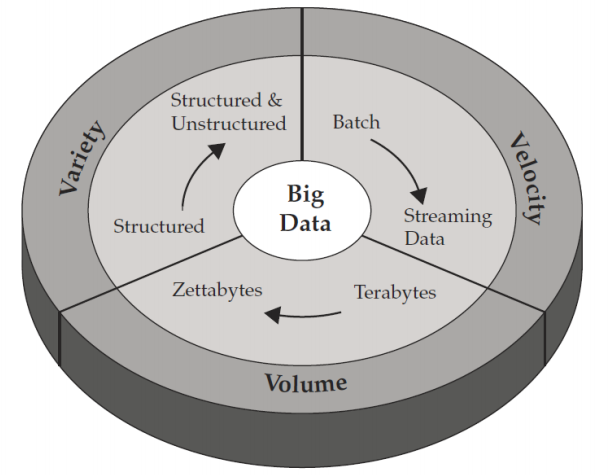 Structured &
Unstructured
Batch
Variety
Velocity
Big
Data
Structured
Streaming
Data
Zettabytes
Terabytes
Volume